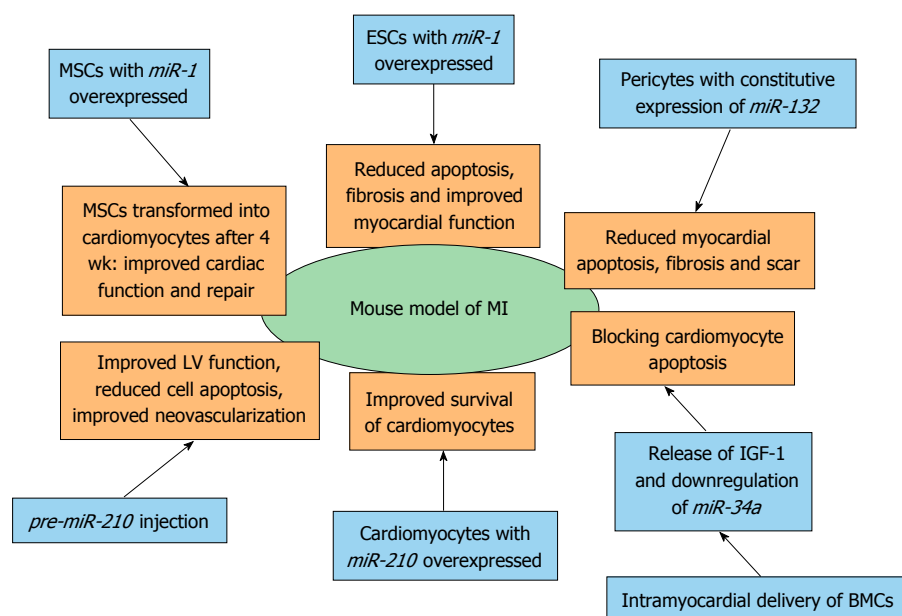 MSCs with miR-1
overexpressed
ESCs with miR-1
overexpressed
Pericytes with constitutive
expression of miR-132
MSCs transformed into
cardiomyocytes after 4
wk: improved cardiac
function and repair
Reduced apoptosis,
fibrosis and improved
myocardial function
Reduced myocardial
apoptosis, fibrosis and scar
Mouse model of MI
Improved LV function,
reduced cell apoptosis,
improved neovascularization
Improved survival
of cardiomyocytes
Blocking cardiomyocyte
apoptosis
pre-miR-210 injection
Cardiomyocytes with
miR-210 overexpressed
Release of IGF-1
and downregulation
of miR-34a
Intramyocardial delivery of BMCs